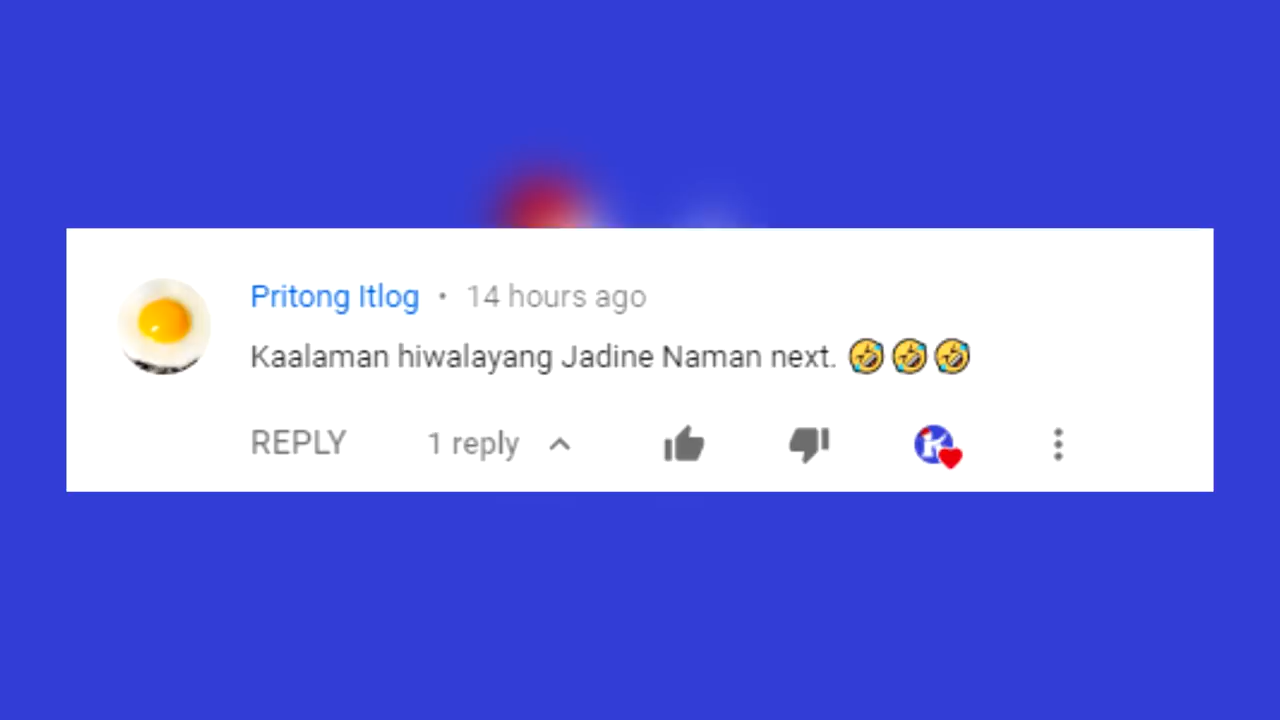 Pritong Itlog • 14 hours ago
Kaalaman hiwalayang Jadine Naman next. 🤣🤣🤣
REPLY 1 reply